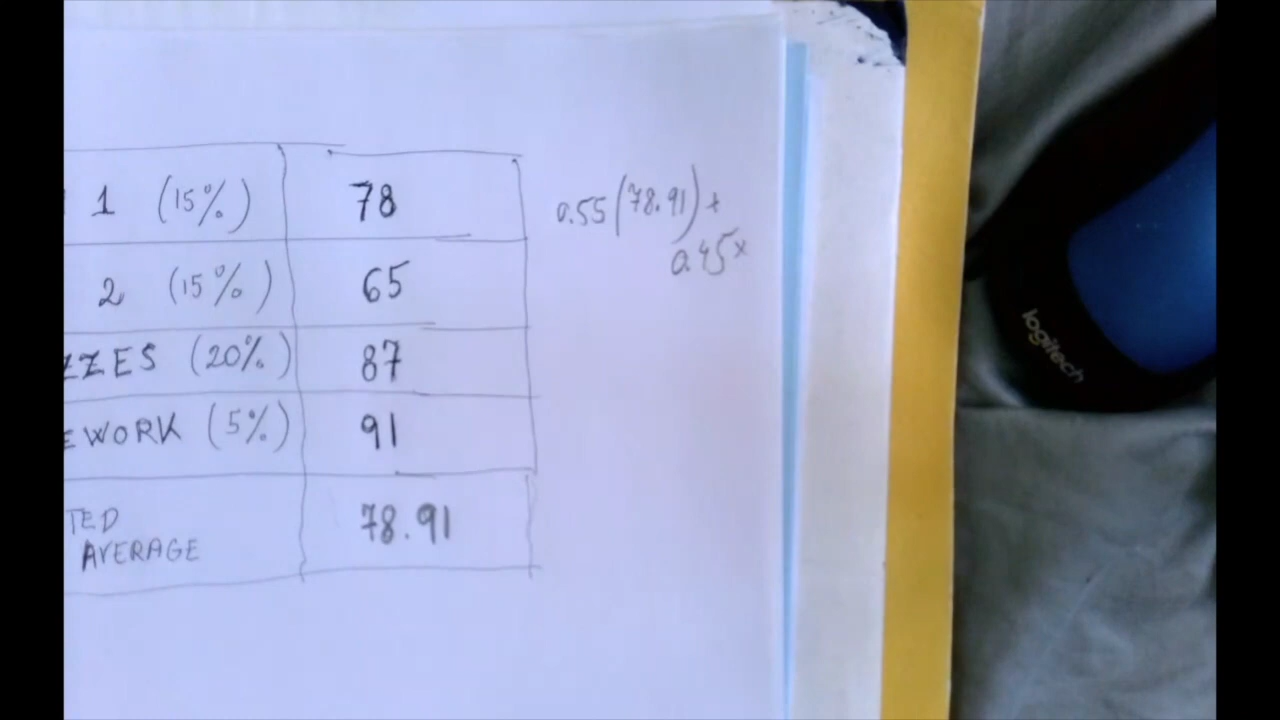 1 (15%) 78
2 (15%) 65
ZZES (20%) 87
EWORK (5%) 91
TED
AVERAGE 78.91
0.55(78.91)+
0.45x
logitech